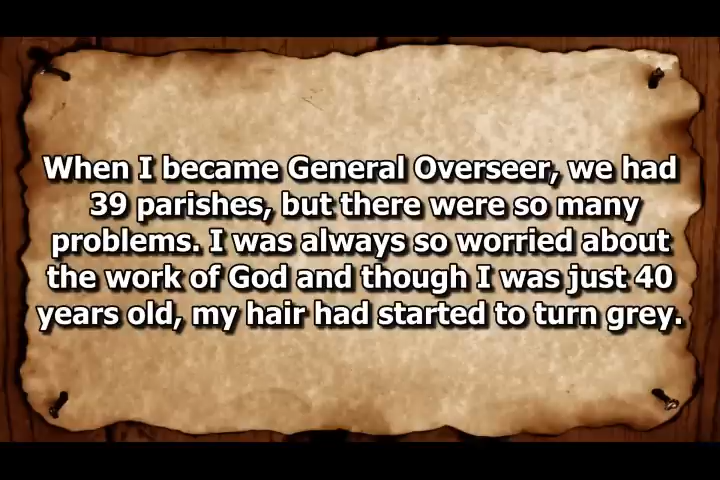 When I became General Overseer, we had
39 parishes, but there were so many
problems. I was always so worried about
the work of God and though I was just 40
years old, my hair had started to turn grey.